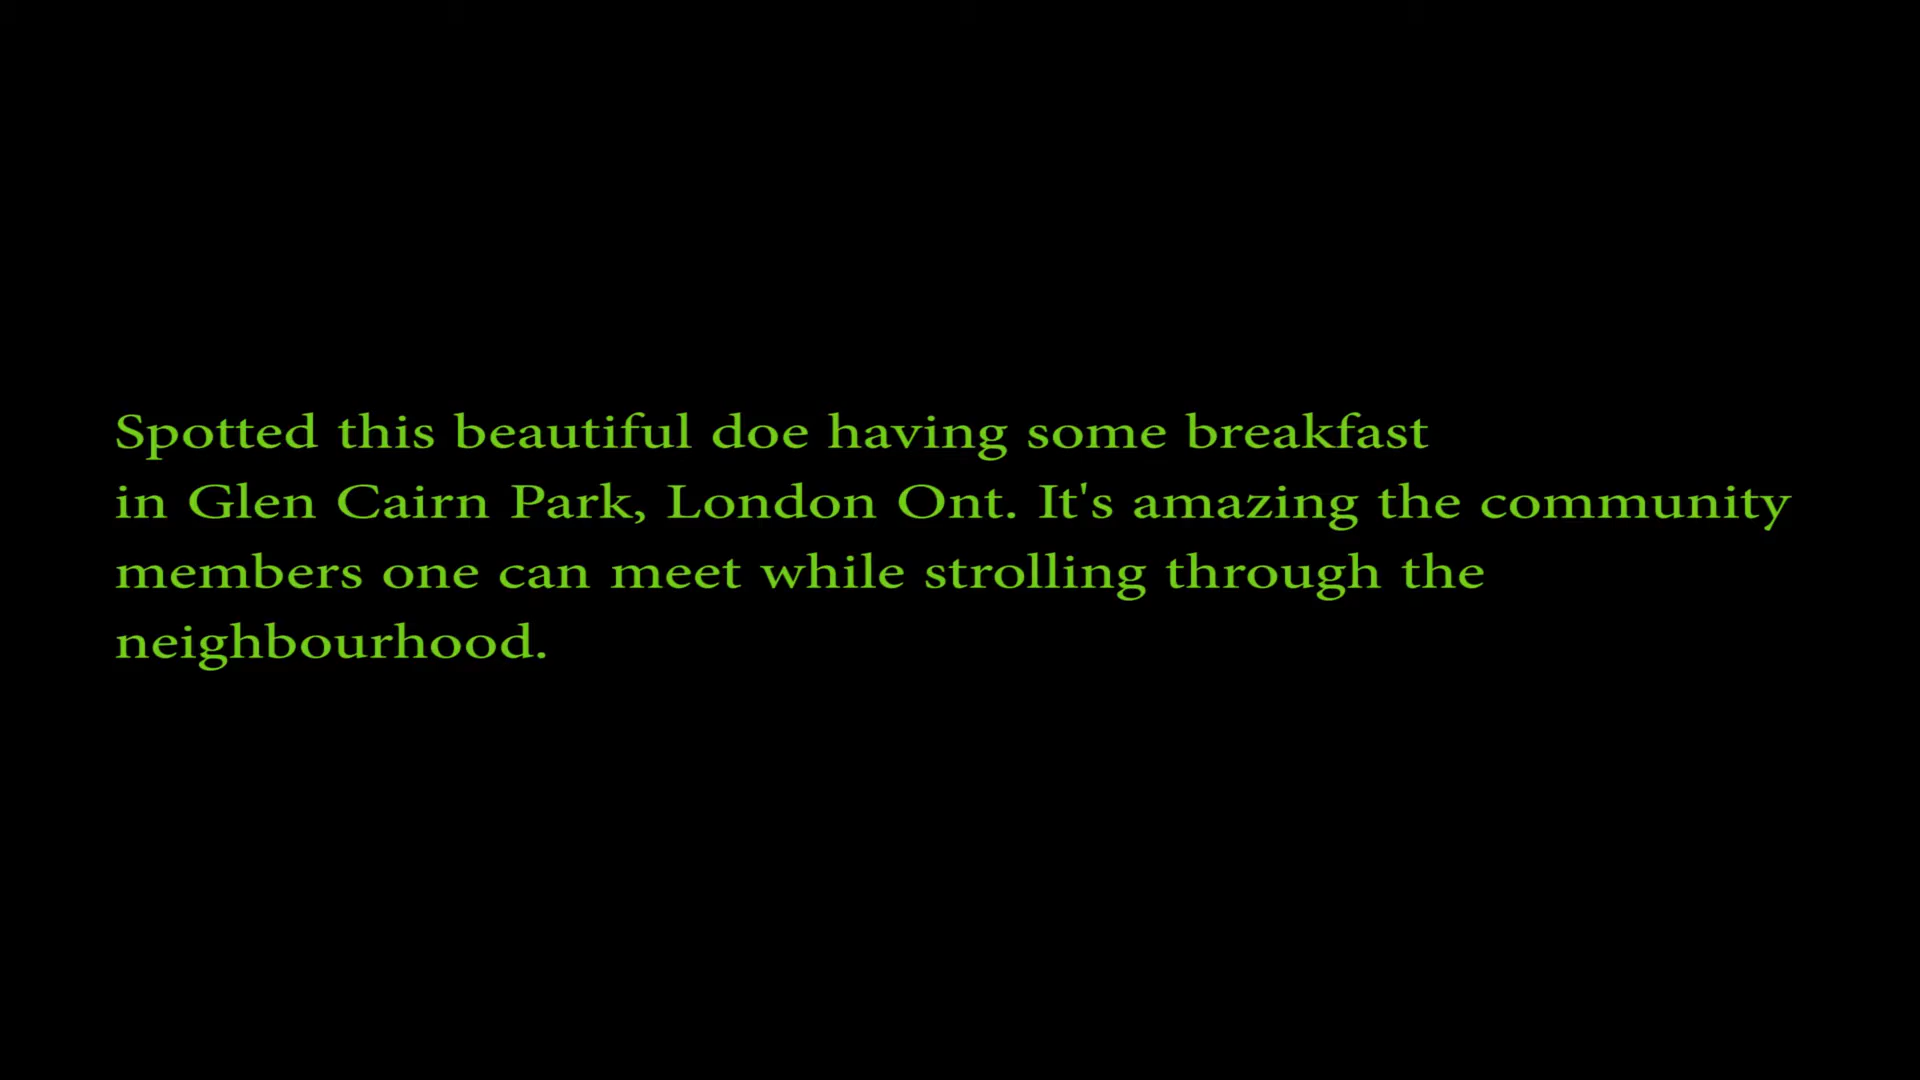 Spotted this beautiful doe having some breakfast
in Glen Cairn Park, London Ont. It's amazing the community
members one can meet while strolling through the
neighbourhood.